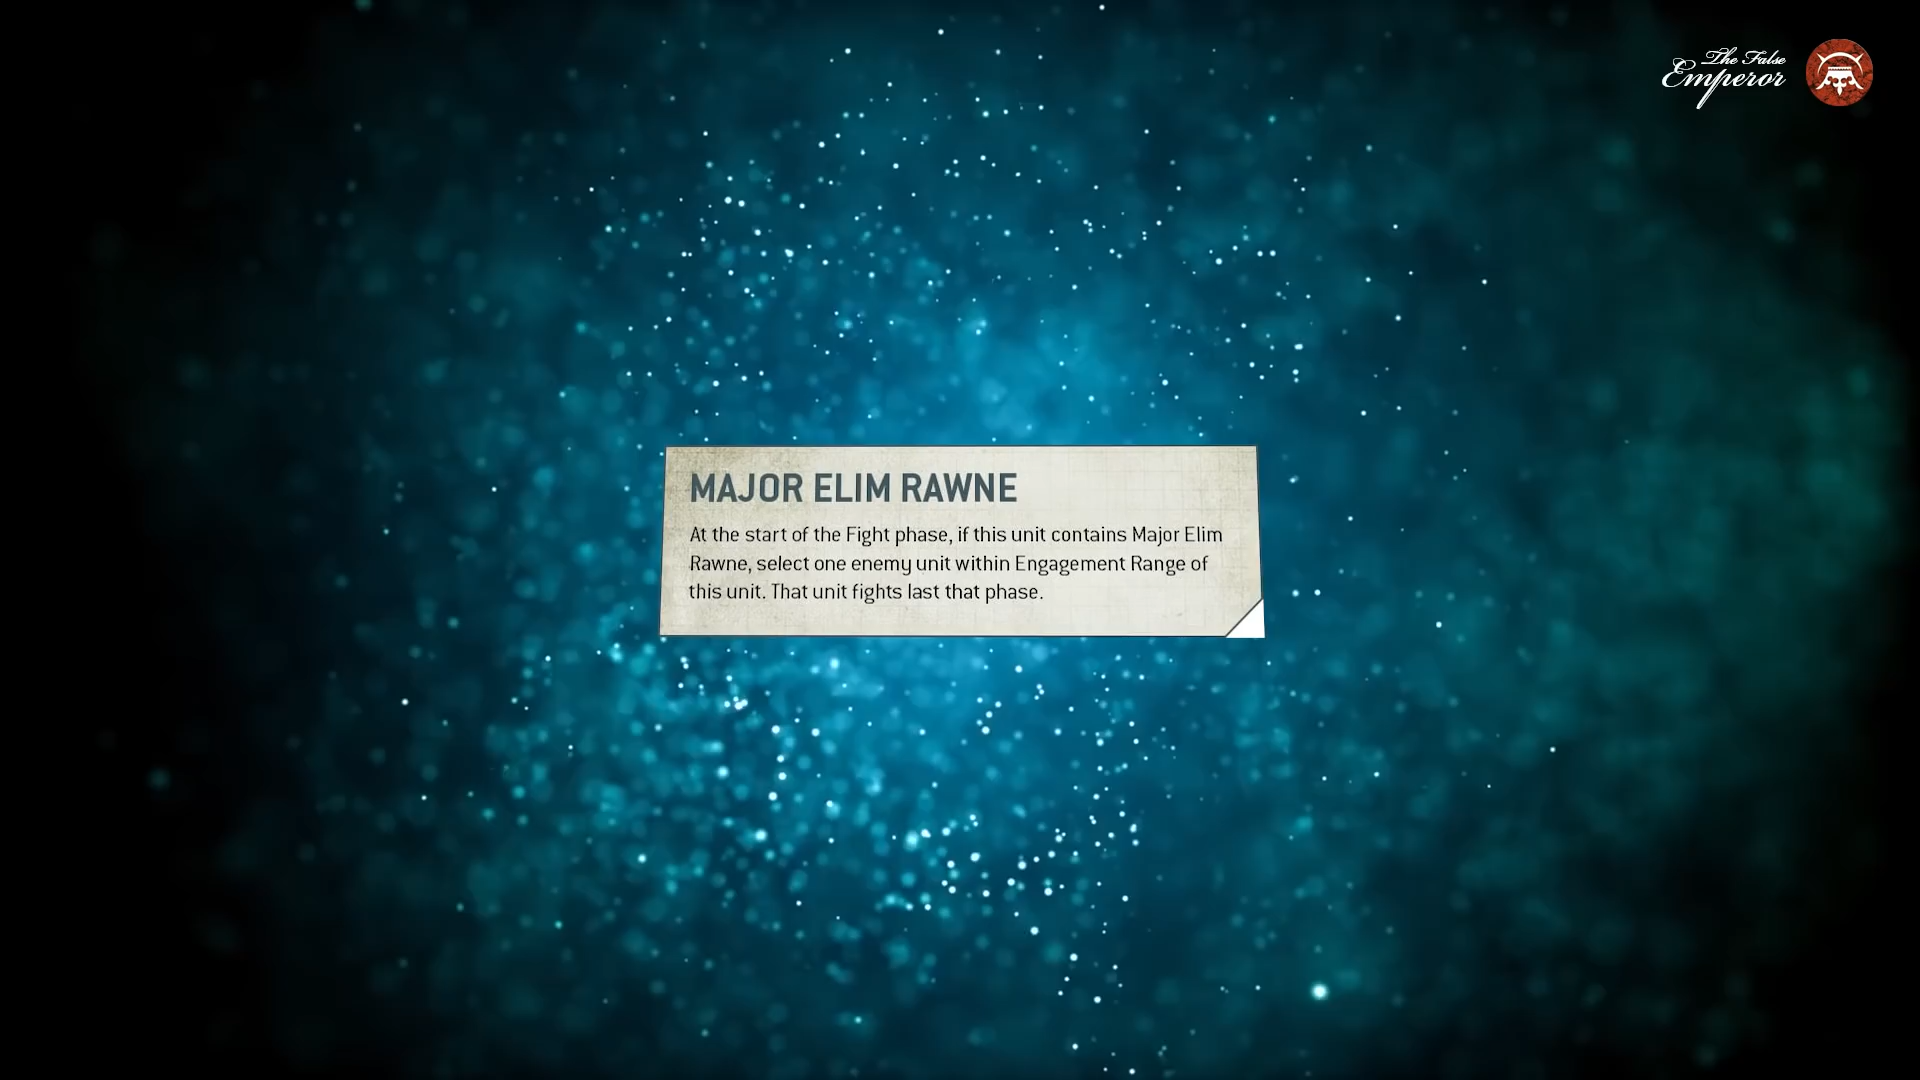 The False
Emperor
MAJOR ELIM RAWNE
At the start of the Fight phase, if this unit contains Major Elim
Rawne, select one enemy unit within Engagement Range of
this unit. That unit fights last that phase.